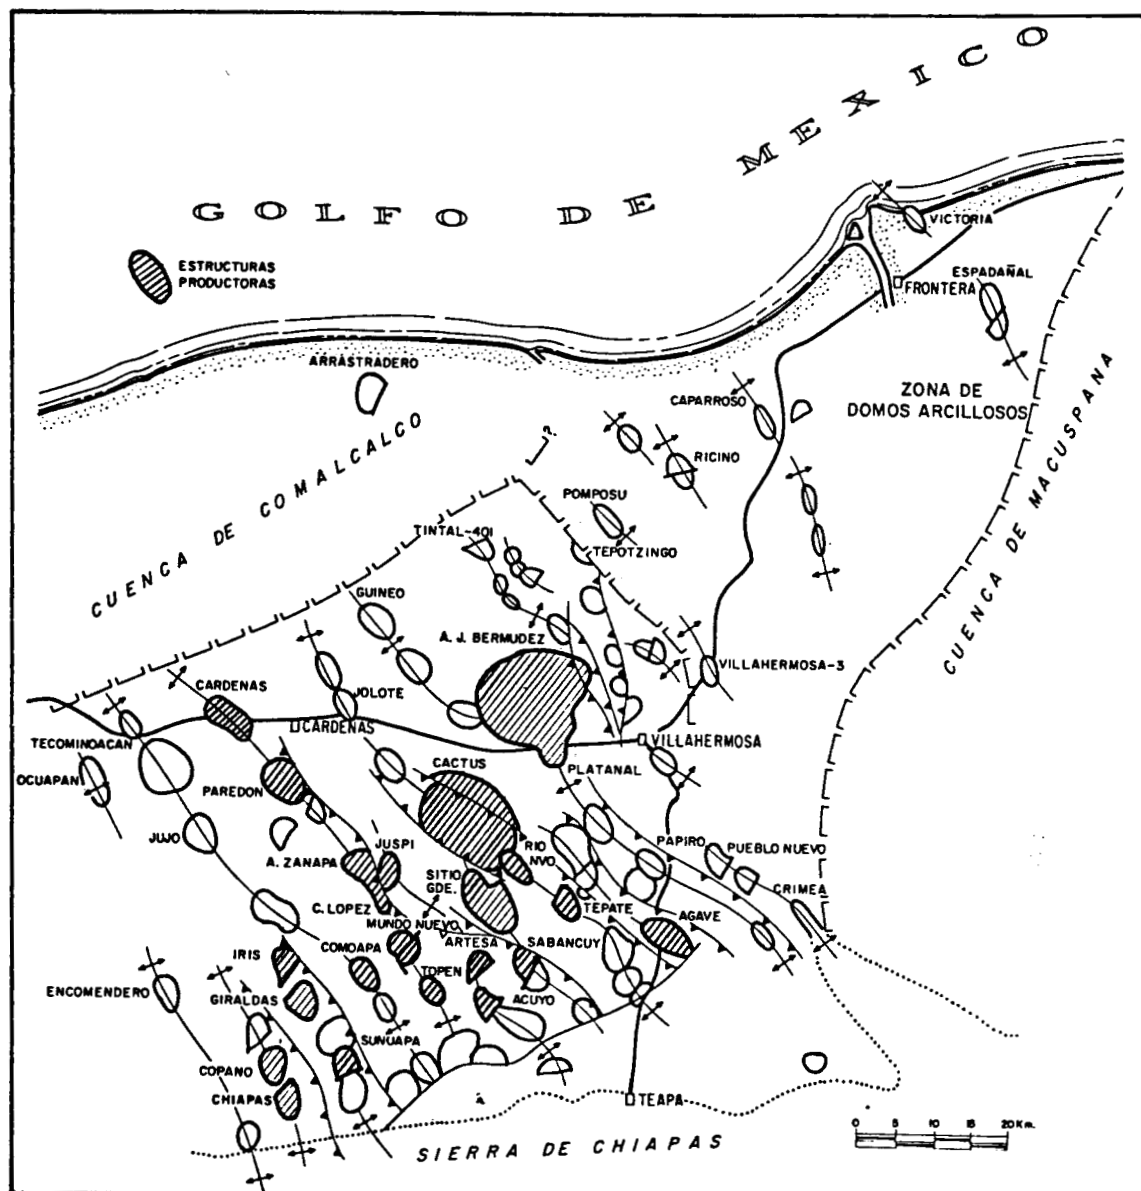 GOLFO DE MEXICO
ESTRUCTURAS
PRODUCTORAS
VICTORIA
FRONTERA
ESPADAÑAL
ARRASTRADERO
CAPARROSO
ZONA DE
DOMOS ARCILLOSOS
CUENCA DE COMALCALCO
?
RICINO
CUENCA DE MACUSPANA
POMPOSU
TINTAL-401
TEPOTZINGO
GUINEO
A. J. BERMUDEZ
VILLAHERMOSA-3
CARDENAS
JOLOTE
CARDENAS
TECOMINOACAN
VILLAHERMOSA
OCUAPAN
PAREDON
CACTUS
PLATANAL
JUJO
A. ZANAPA
JUSPI
RIO
NVO.
PAPIRO
PUEBLO NUEVO
SITIO
GDE.
CRIMEA
C. LOPEZ
MUNDO NUEVO
TEPATE
AGAVE
IRIS
COMOAPA
ARTESA
SABANCUY
ENCOMENDERO
GIRALDAS
TOPEN
ACUYO
SUNUAPA
COPANO
CHIAPAS
TEAPA
SIERRA DE CHIAPAS
0 5 10 15 20 Km.